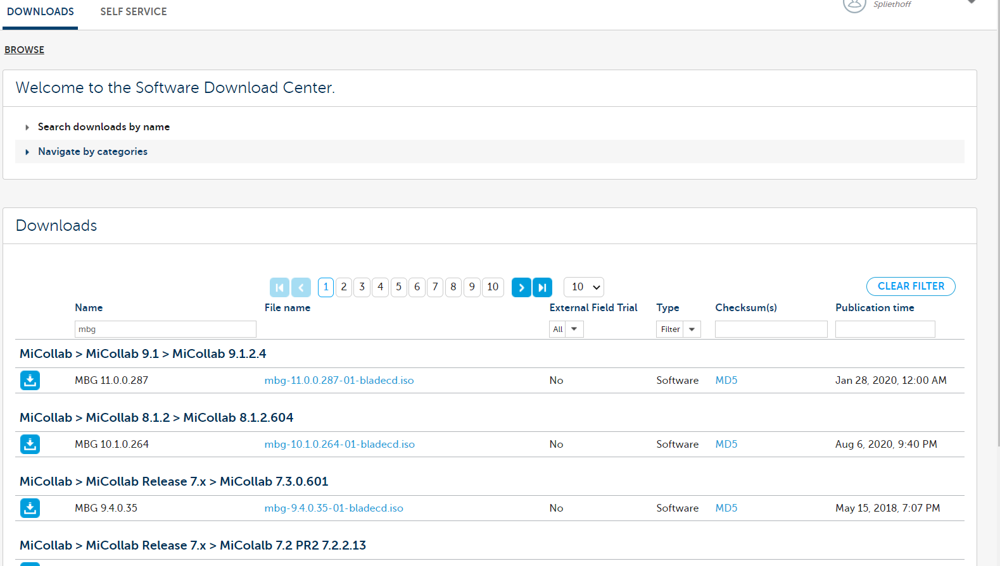 DOWNLOADS SELF SERVICE
Spliethoff
BROWSE
Welcome to the Software Download Center.
Search downloads by name
Navigate by categories
Downloads
1 2 3 4 5 6 7 8 9 10 10 CLEAR FILTER
Name File name External Field Trial Type Checksum(s) Publication time
mbg All Filter
MiCollab > MiCollab 9.1 > MiCollab 9.1.2.4
MBG 11.0.0.287 mbg-11.0.0.287-01-bladecd.iso No Software MD5 Jan 28, 2020, 12:00 AM
MiCollab > MiCollab 8.1.2 > MiCollab 8.1.2.604
MBG 10.1.0.264 mbg-10.1.0.264-01-bladecd.iso No Software MD5 Aug 6, 2020, 9:40 PM
MiCollab > MiCollab Release 7.x > MiCollab 7.3.0.601
MBG 9.4.0.35 mbg-9.4.0.35-01-bladecd.iso No Software MD5 May 15, 2018, 7:07 PM
MiCollab > MiCollab Release 7.x > MiColalb 7.2 PR2 7.2.2.13